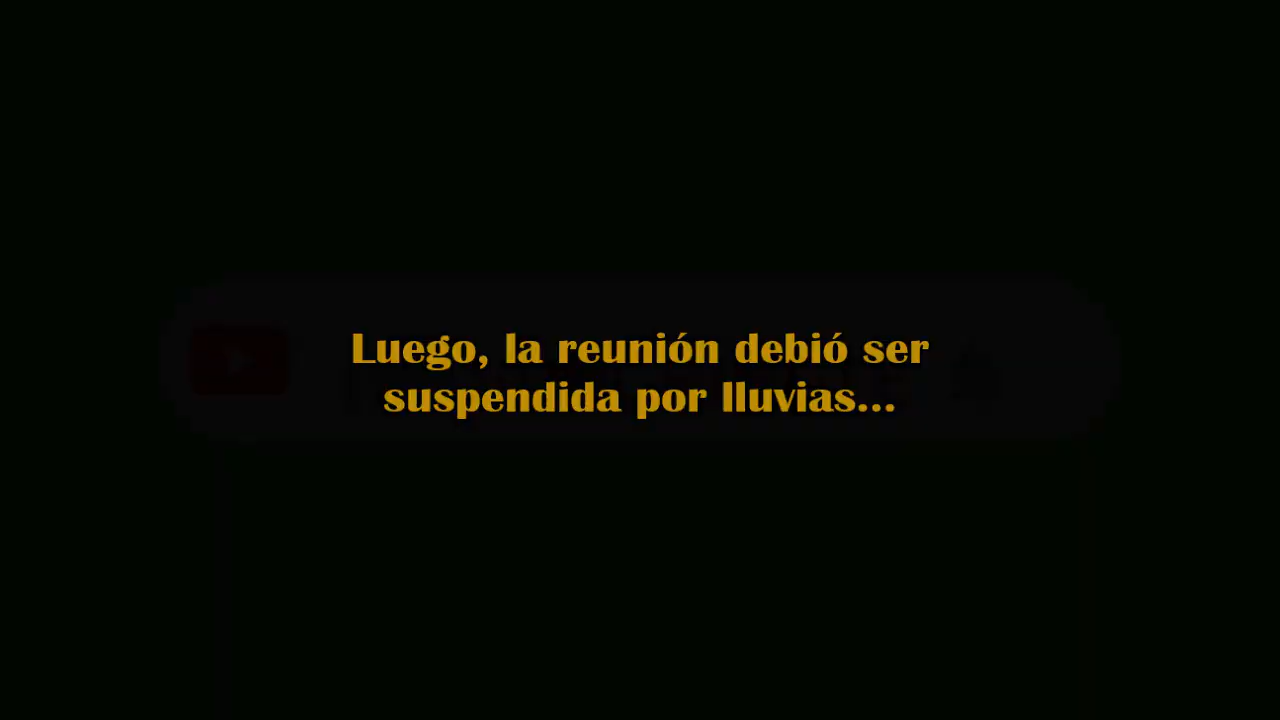 Luego, la reunión debió ser
suspendida por lluvias...